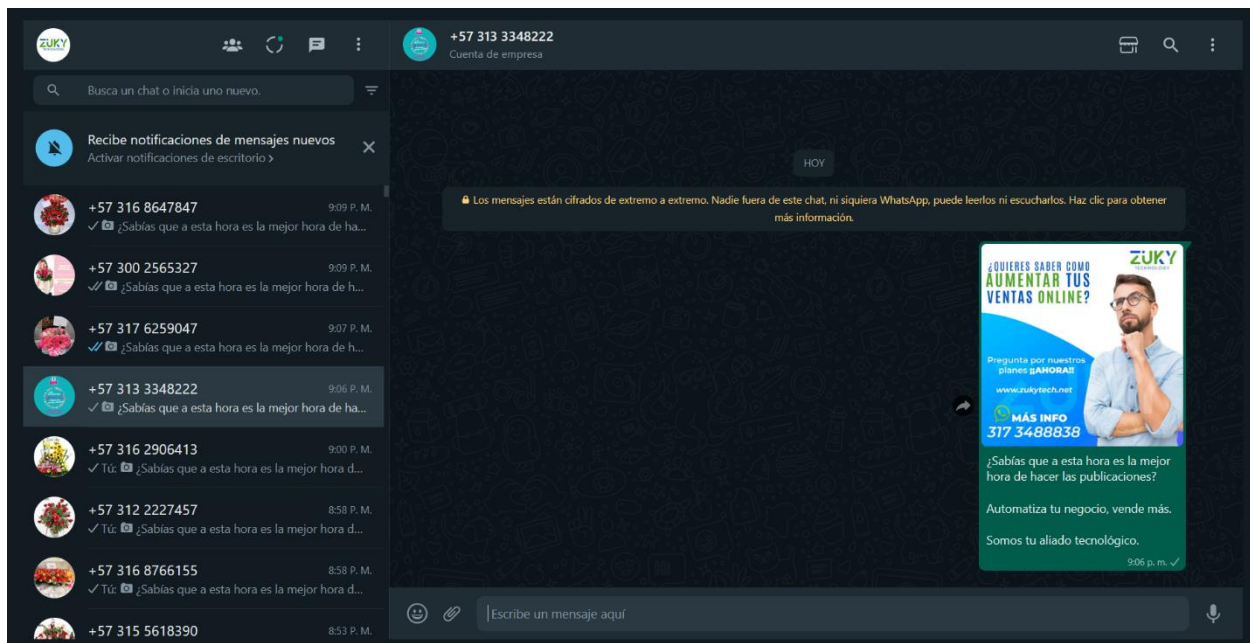 ZUKY
Busca un chat o inicia uno nuevo.
Recibe notificaciones de mensajes nuevos
Activar notificaciones de escritorio >
+57 316 8647847
9:09 P. M.
¿Sabías que a esta hora es la mejor hora de ha...
+57 300 2565327
9:09 P. M.
¿Sabías que a esta hora es la mejor hora de h...
+57 317 6259047
9:07 P. M.
¿Sabías que a esta hora es la mejor hora de h...
+57 313 3348222
9:06 P. M.
¿Sabías que a esta hora es la mejor hora de ha...
+57 316 2906413
9:00 P. M.
Tú: ¿Sabías que a esta hora es la mejor hora d...
+57 312 2227457
8:58 P. M.
Tú: ¿Sabías que a esta hora es la mejor hora d...
+57 316 8766155
8:58 P. M.
Tú: ¿Sabías que a esta hora es la mejor hora d...
+57 315 5618390
8:53 P. M.
+57 313 3348222
Cuenta de empresa
HOY
Los mensajes están cifrados de extremo a extremo. Nadie fuera de este chat, ni siquiera WhatsApp, puede leerlos ni escucharlos. Haz clic para obtener
más información.
ZUKY
¿QUIERES SABER COMO
AUMENTAR TUS
VENTAS ONLINE?
Pregunta por nuestros
planes ¡¡AHORA!!
www.zukytech.net
MÁS INFO
317 3488838
¿Sabías que a esta hora es la mejor
hora de hacer las publicaciones?
Automatiza tu negocio, vende más.
Somos tu aliado tecnológico.
9:06 p. m.
Escribe un mensaje aquí